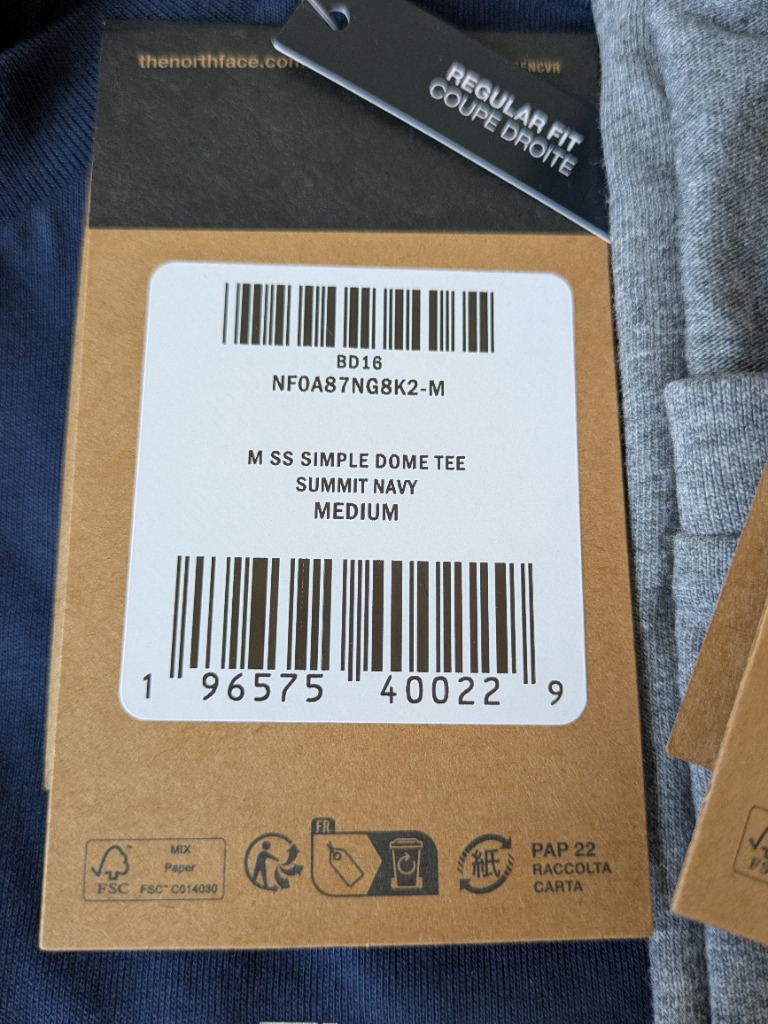 thenorthface.com
REGULAR FIT
COUPE DROITE
BD16
NF0A87NG8K2-M
M SS SIMPLE DOME TEE
SUMMIT NAVY
MEDIUM
1 96575 40022 9
FSC
MIX
Paper
FSC™ C014030
FR
紙
PAP 22
RACCOLTA
CARTA